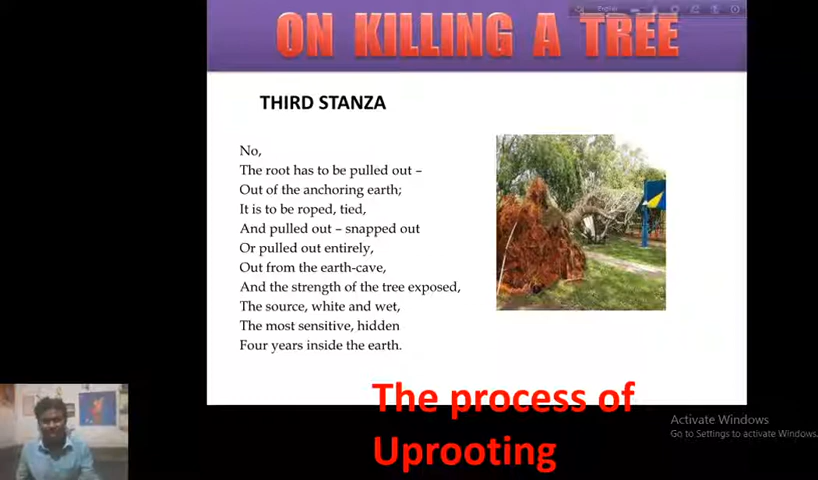 ON KILLING A TREE
THIRD STANZA
No,
The root has to be pulled out –
Out of the anchoring earth;
It is to be roped, tied,
And pulled out – snapped out
Or pulled out entirely,
Out from the earth-cave,
And the strength of the tree exposed,
The source, white and wet,
The most sensitive, hidden
Four years inside the earth.
The process of
Uprooting
Activate Windows
Go to Settings to activate Windows.